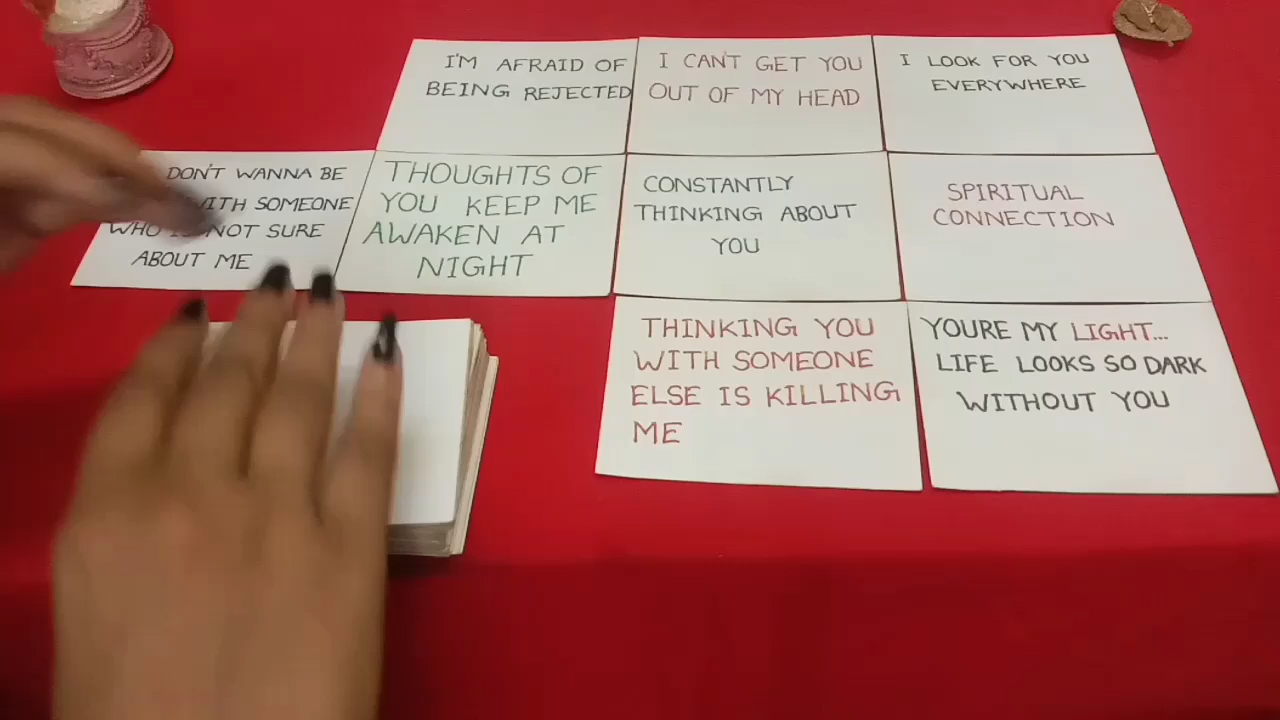 I'M AFRAID OF
BEING REJECTED
I CAN'T GET YOU
OUT OF MY HEAD
I LOOK FOR YOU
EVERYWHERE
DON'T WANNA BE
WITH SOMEONE
WHO IS NOT SURE
ABOUT ME
THOUGHTS OF
YOU KEEP ME
AWAKEN AT
NIGHT
CONSTANTLY
THINKING ABOUT
YOU
SPIRITUAL
CONNECTION
THINKING YOU
WITH SOMEONE
ELSE IS KILLING
ME
YOURE MY LIGHT...
LIFE LOOKS SO DARK
WITHOUT YOU